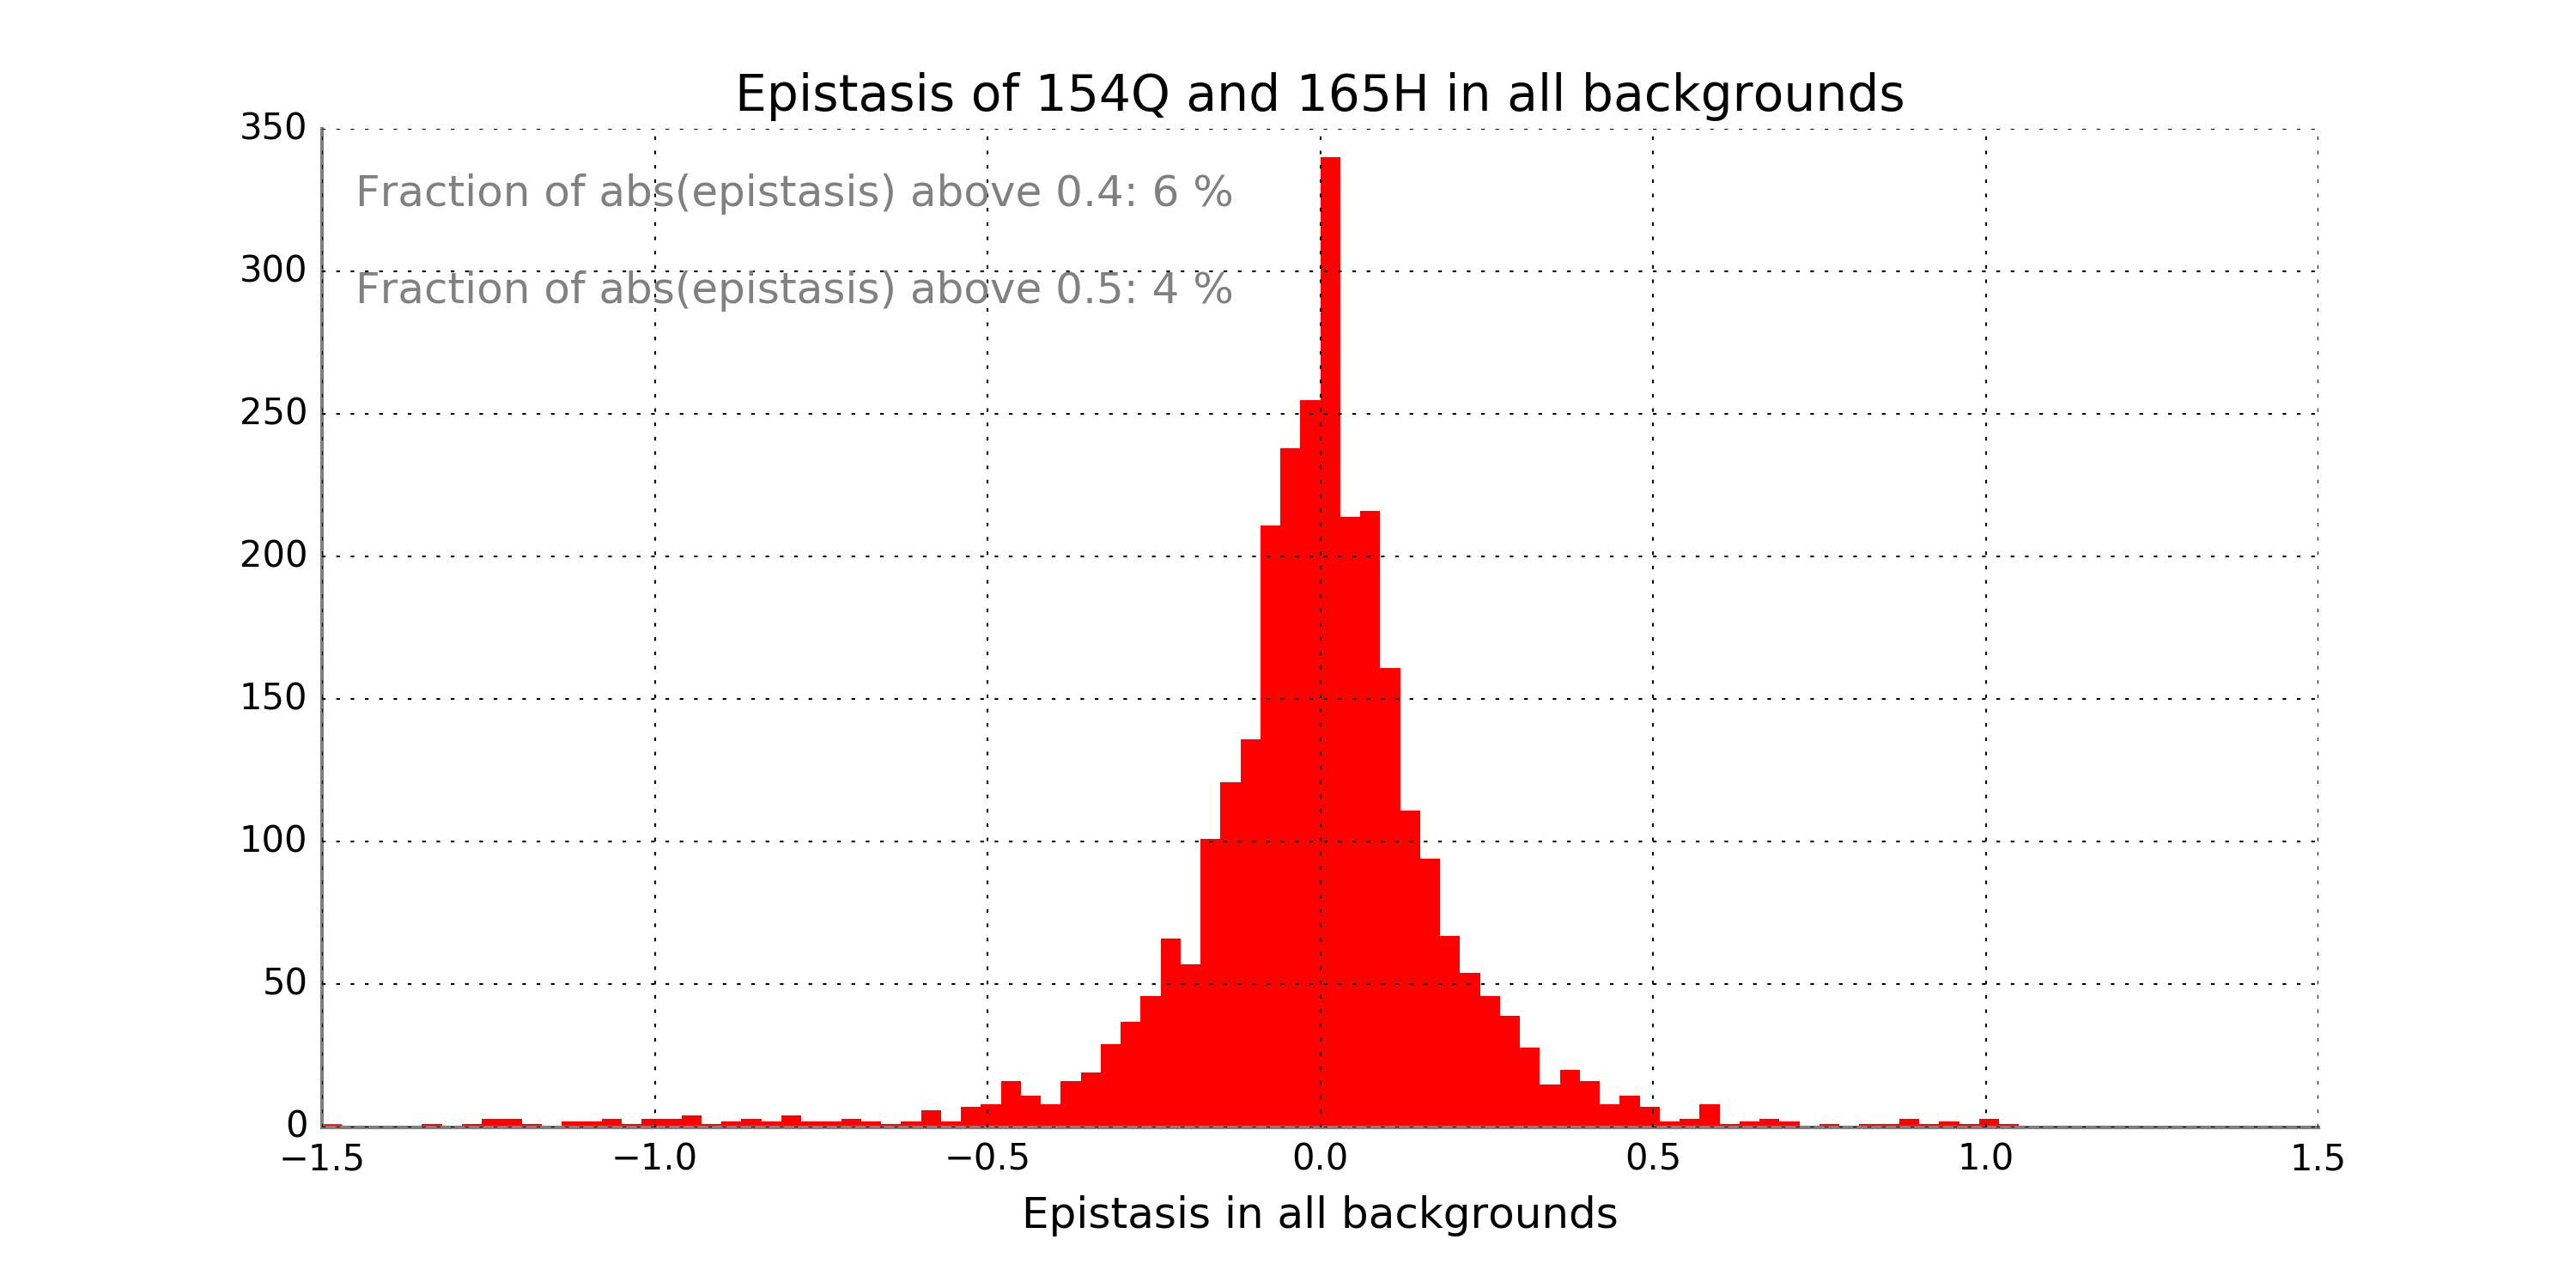 Epistasis of 154Q and 165H in all backgrounds
350
Fraction of abs(epistasis) above 0.4: 6 %
300
Fraction of abs(epistasis) above 0.5: 4 %
250
200
150
100
50
0
−1.5 −1.0 −0.5 0.0 0.5 1.0 1.5
Epistasis in all backgrounds